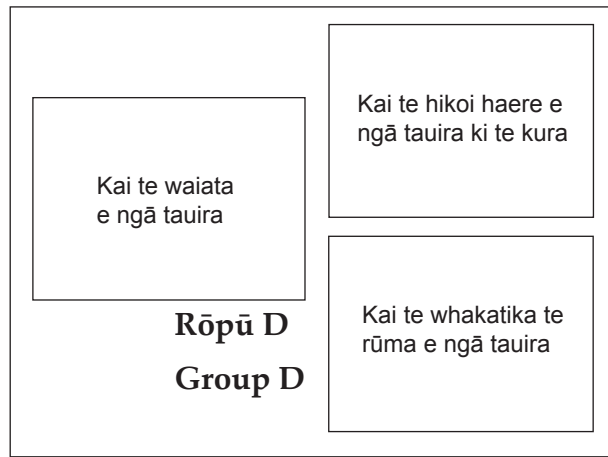 Kai te waiata
e ngā tauira
Rōpū D
Group D
Kai te hikoi haere e
ngā tauira ki te kura
Kai te whakatika te
rūma e ngā tauira